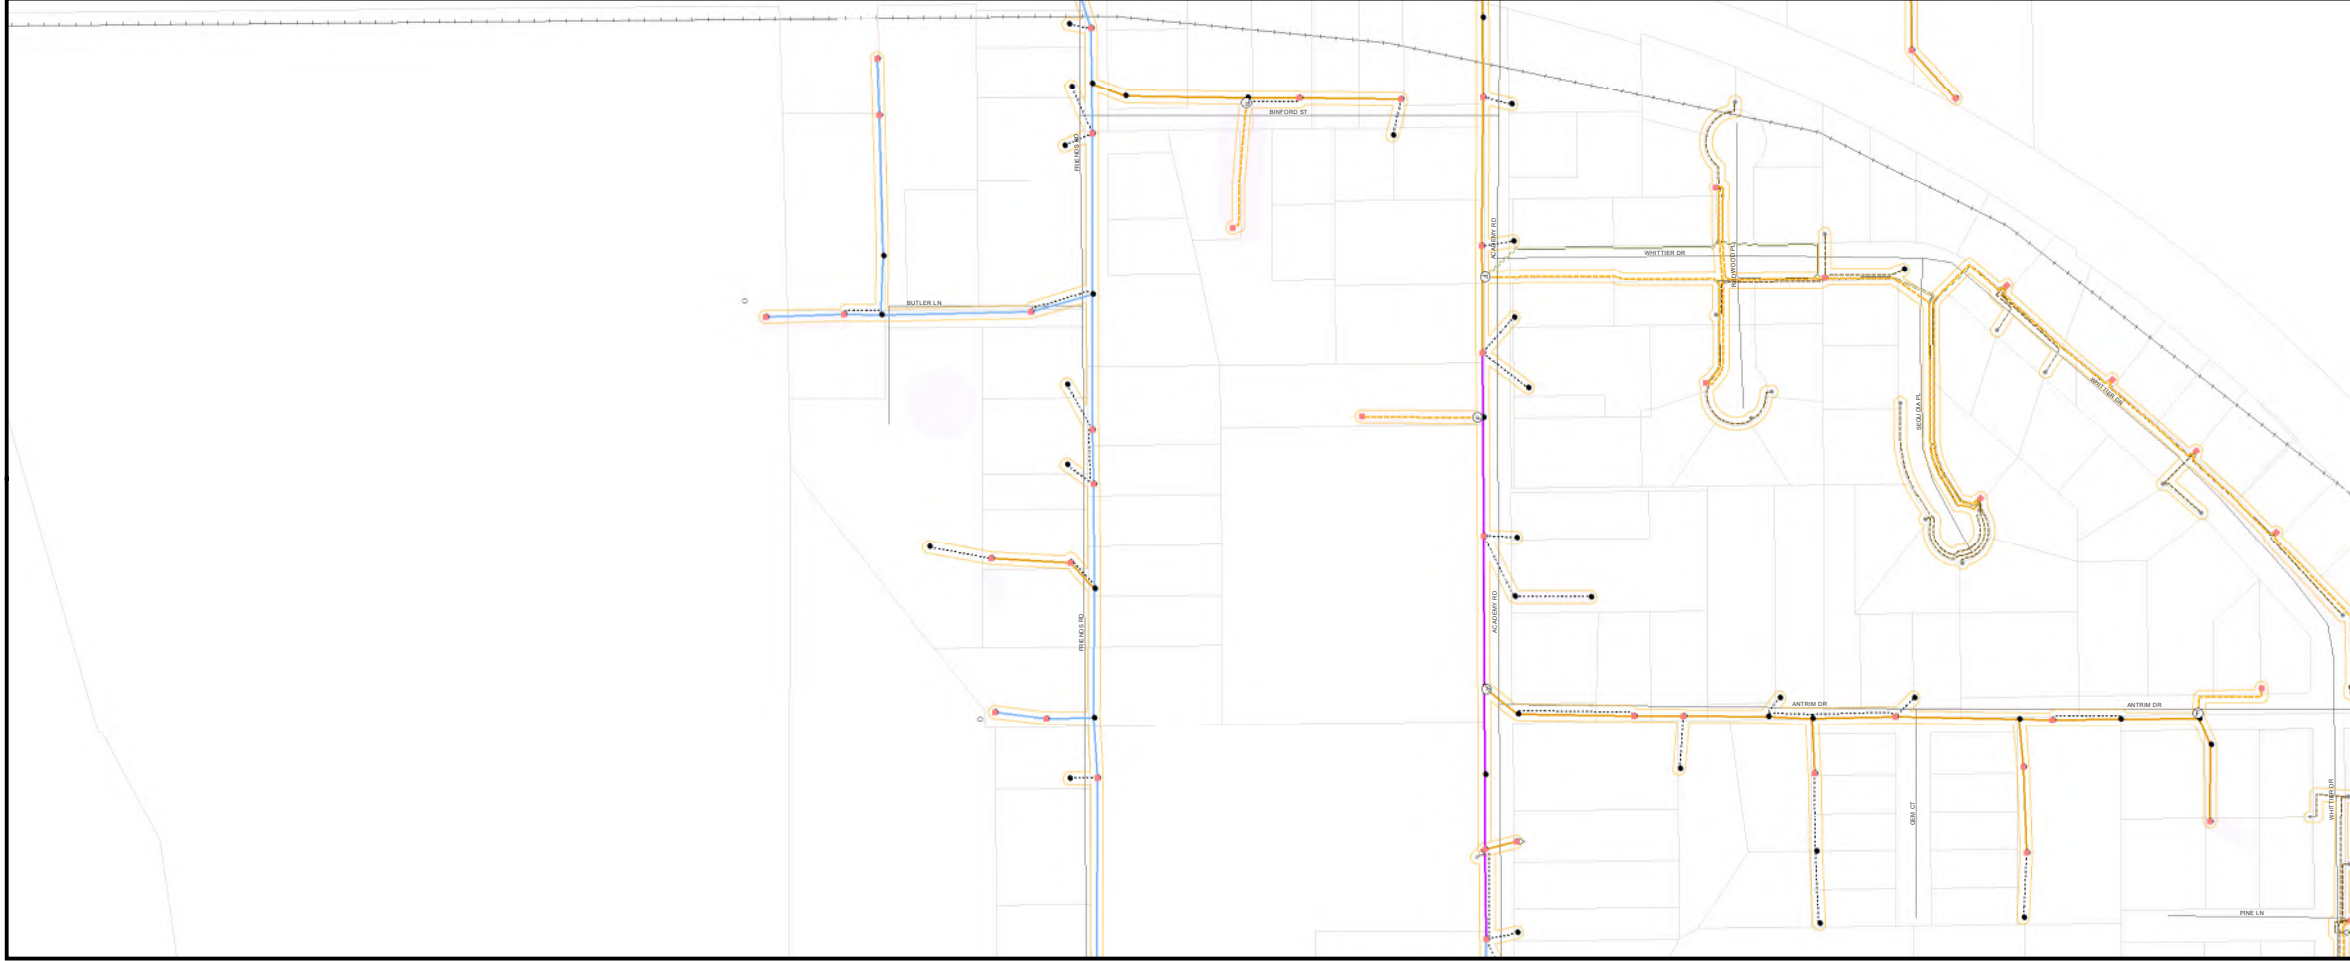 BINFORD ST
FRIENDS RD
ACADEMY RD
REDWOOD PL
WHITTIER DR
BUTLER LN
SEQUOIA PL
WHITTIER DR
FRIENDS RD
ACADEMY RD
ANTRIM DR
ANTRIM DR
GEM CT
WHITTIER DR
PINE LN